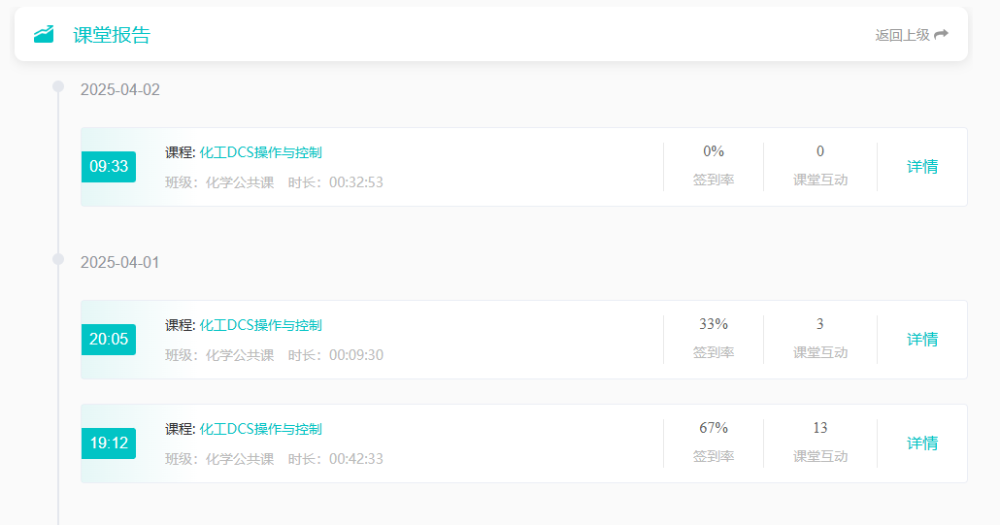 课堂报告
返回上级
2025-04-02
09:33
课程: 化工DCS操作与控制
班级：化学公共课 时长：00:32:53
0%
签到率
0
课堂互动
详情
2025-04-01
20:05
课程: 化工DCS操作与控制
班级：化学公共课 时长：00:09:30
33%
签到率
3
课堂互动
详情
19:12
课程: 化工DCS操作与控制
班级：化学公共课 时长：00:42:33
67%
签到率
13
课堂互动
详情